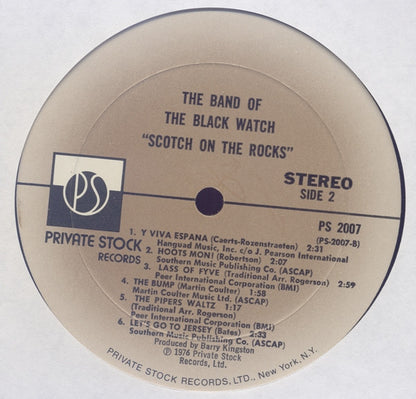 THE BAND OF
THE BLACK WATCH
"SCOTCH ON THE ROCKS"
STEREO
SIDE 2
PS 2007
(PS-2007-B)
PS
PRIVATE STOCK
RECORDS
1. Y VIVA ESPANA (Caerts-Rozenstraeten) 2:31
Hanguad Music, Inc. c/o J. Pearson International
2. HOOTS MON! (Robertson) 2:07
Southern Music Publishing Co. (ASCAP)
3. LASS OF FYVE (Traditional Arr. Rogerson) 2:59
Peer International Corporation (BMI)
4. THE BUMP (Martin Coulter) 1:58
Martin Coulter Music Ltd. (ASCAP)
5. THE PIPERS WALTZ 1:17
(Traditional Arr. Rogerson)
Peer International Corporation (BMI)
6. LET'S GO TO JERSEY (Bates) 2:33
Southern Music Publishing Co. (ASCAP)
Produced by Barry Kingston
℗ 1976 Private Stock
Records, Ltd.
PRIVATE STOCK RECORDS, LTD., New York, N.Y.